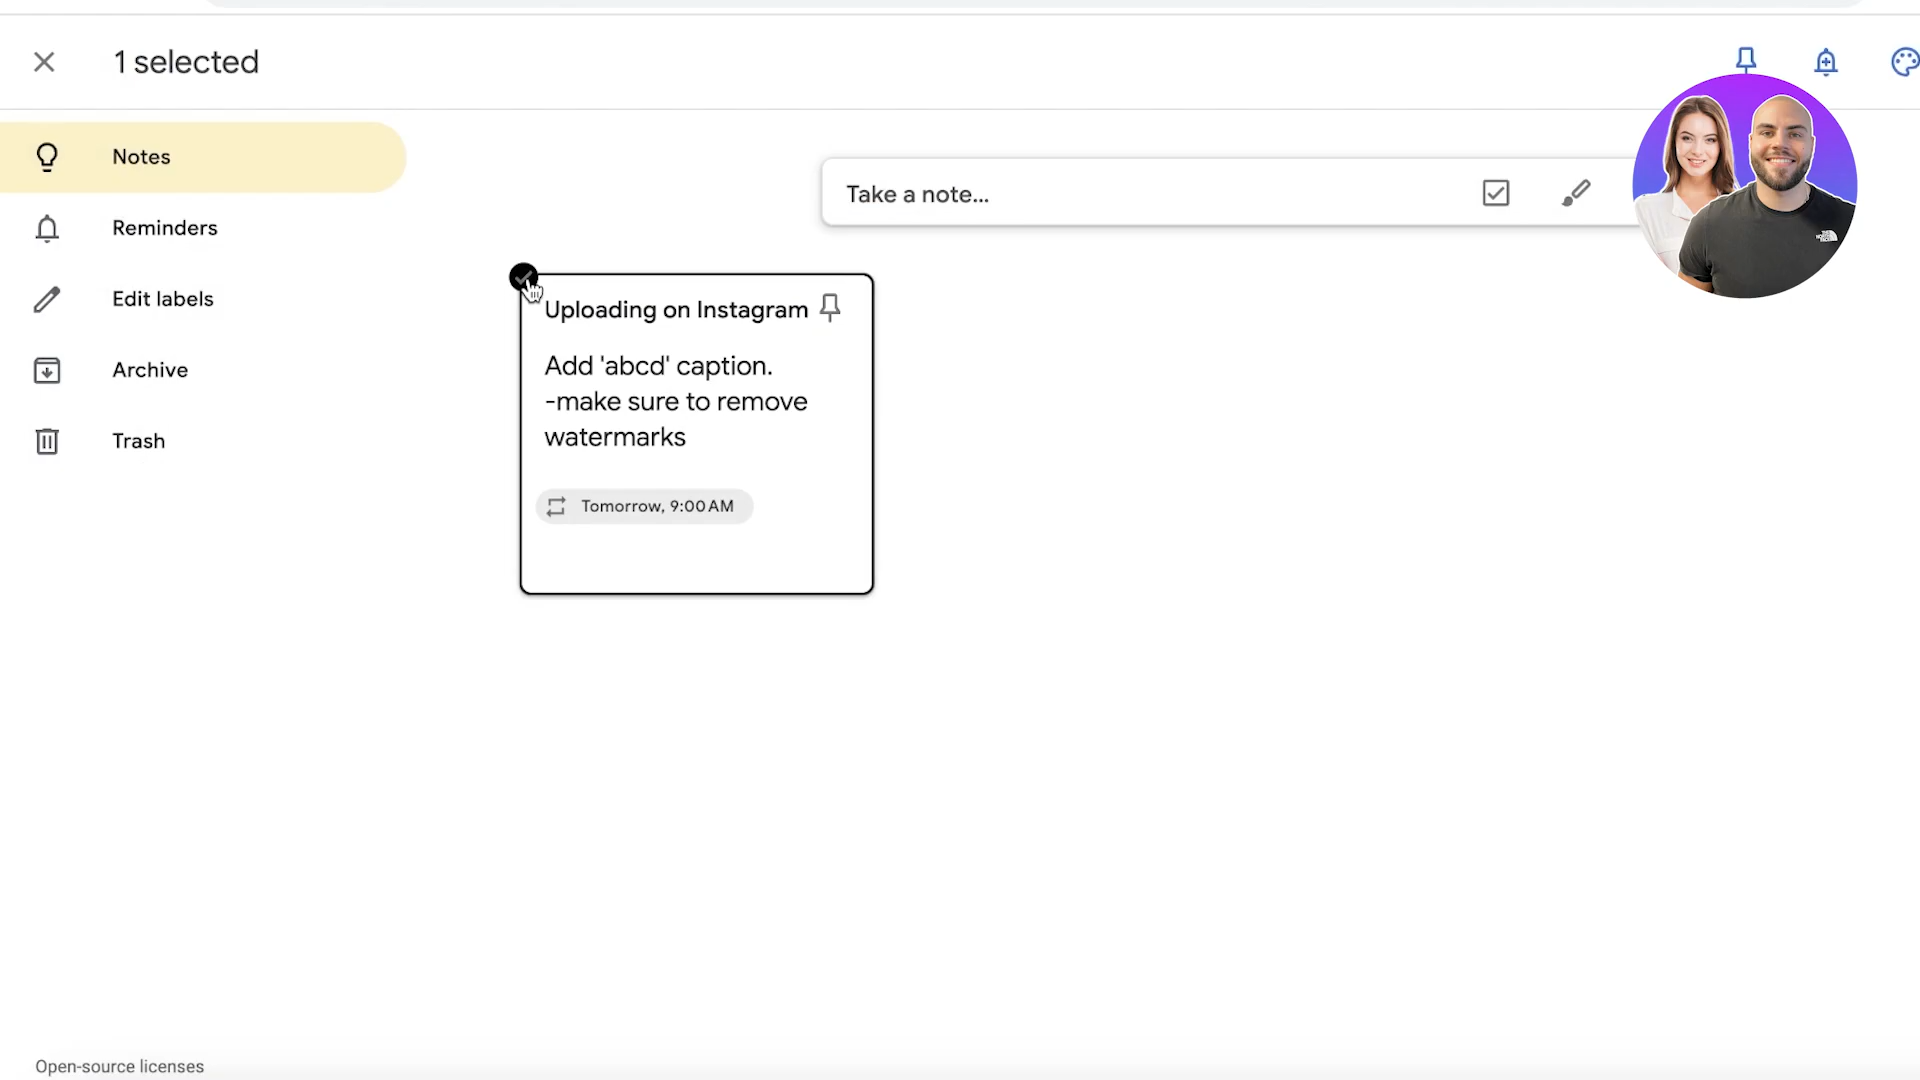 1 selected
Notes
Take a note...
Reminders
Edit labels
Archive
Trash
Uploading on Instagram
Add 'abcd' caption.
-make sure to remove
watermarks
Tomorrow, 9:00 AM
Open-source licenses